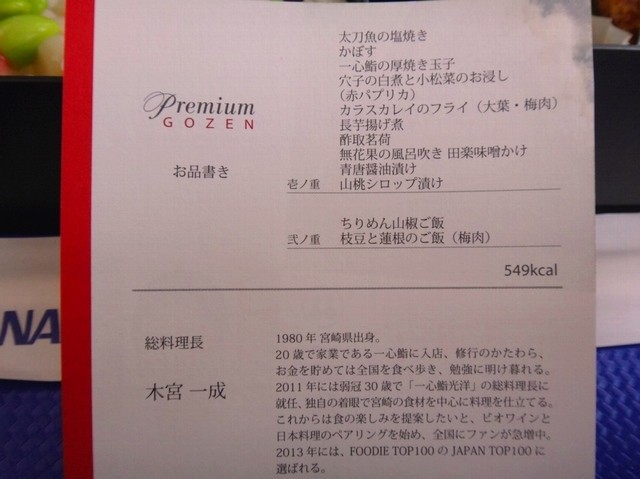 太刀魚の塩焼き
かぼす
一心鮨の厚焼き玉子
穴子の白煮と小松菜のお浸し
（赤パプリカ）
カラスカレイのフライ（大葉・梅肉）
長芋揚げ煮
酢取茗荷
無花果の風呂吹き 田楽味噌かけ
青唐醤油漬け
壱ノ重 山桃シロップ漬け
Premium
GOZEN
お品書き
ちりめん山椒ご飯
弐ノ重 枝豆と蓮根のご飯（梅肉）
549kcal
総料理長
木宮 一成
1980年 宮崎県出身。
20歳で家業である一心鮨に入店、修行のかたわら、
お金を貯めては全国を食べ歩き、勉強に明け暮れる。
2011年には弱冠30歳で「一心鮨光洋」の総料理長に
就任、独自の着眼で宮崎の食材を中心に料理を仕立てる。
これからは食の楽しみを提案したいと、ビオワインと
日本料理のペアリングを始め、全国にファンが急増中。
2013年には、FOODIE TOP100のJAPAN TOP100に
選ばれる。
NA